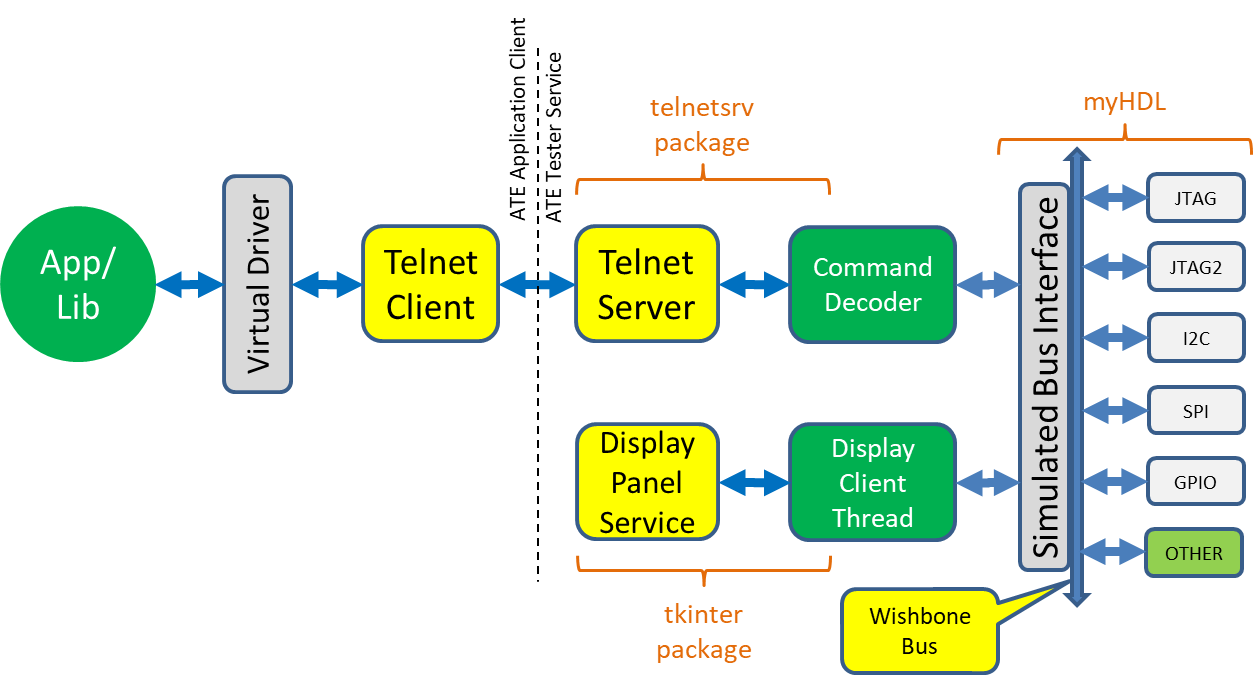 ATE Application Client
ATE Tester Service
telnetsrv
package
myHDL
App/
Lib
Virtual Driver
Telnet
Client
Telnet
Server
Command
Decoder
Simulated Bus Interface
JTAG
JTAG2
I2C
SPI
GPIO
OTHER
Display
Panel
Service
Display
Client
Thread
tkinter
package
Wishbone
Bus